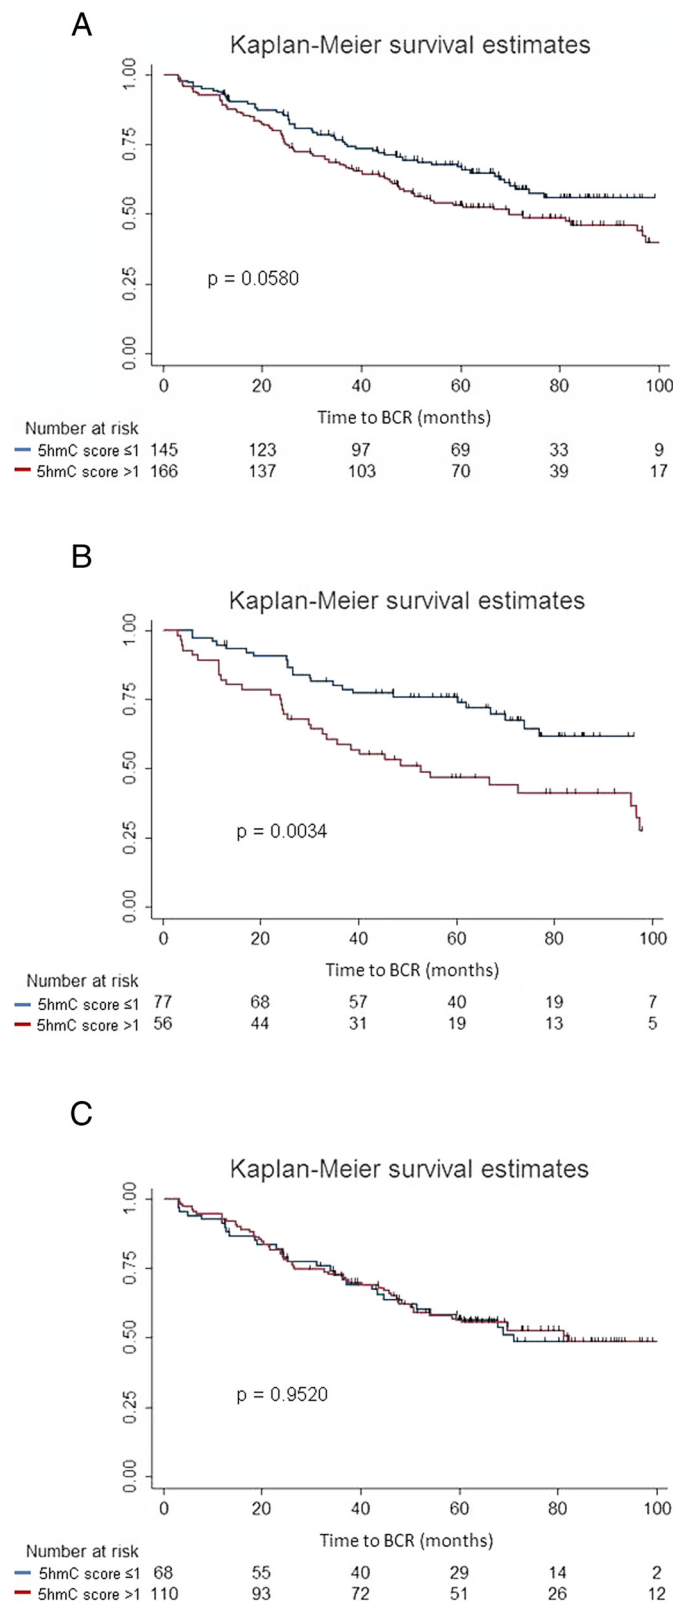 A
Kaplan-Meier survival estimates
1.00
0.75
0.50
0.25
0.00
p = 0.0580
0 20 40 60 80 100
Time to BCR (months)
Number at risk
5hmC score ≤1 145 123 97 69 33 9
5hmC score >1 166 137 103 70 39 17
B
Kaplan-Meier survival estimates
1.00
0.75
0.50
0.25
0.00
p = 0.0034
0 20 40 60 80 100
Time to BCR (months)
Number at risk
5hmC score ≤1 77 68 57 40 19 7
5hmC score >1 56 44 31 19 13 5
C
Kaplan-Meier survival estimates
1.00
0.75
0.50
0.25
0.00
p = 0.9520
0 20 40 60 80 100
Time to BCR (months)
Number at risk
5hmC score ≤1 68 55 40 29 14 2
5hmC score >1 110 93 72 51 26 12